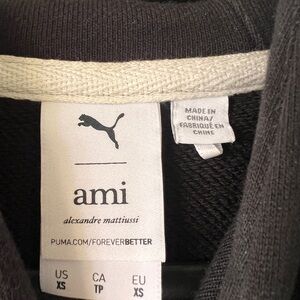 MADE IN
CHINA/
FABRIQUÉ EN
CHINE
ami
alexandre mattiussi
PUMA.COM/FOREVERBETTER
US
XS
CA
TP
EU
XS